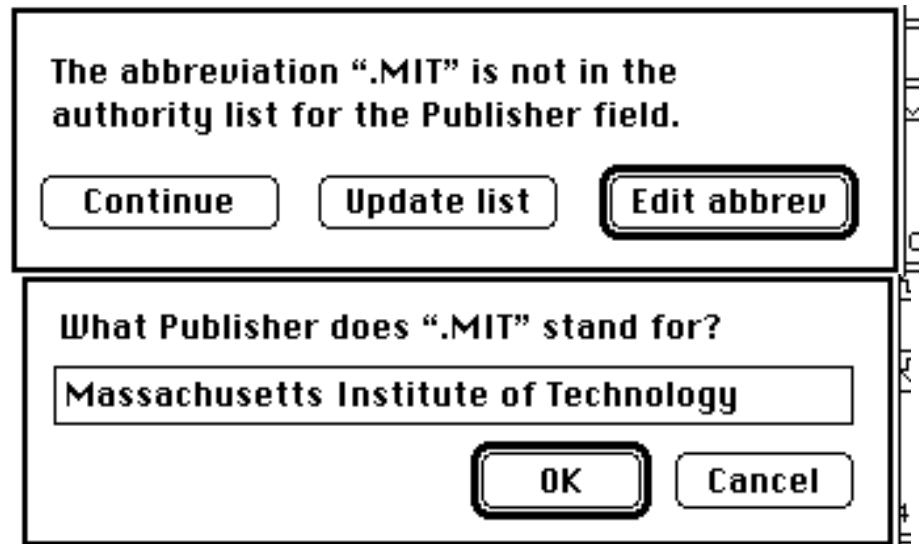 The abbreviation “.MIT” is not in the
authority list for the Publisher field.
Continue Update list Edit abbrev
What Publisher does “.MIT” stand for?
Massachusetts Institute of Technology
OK Cancel